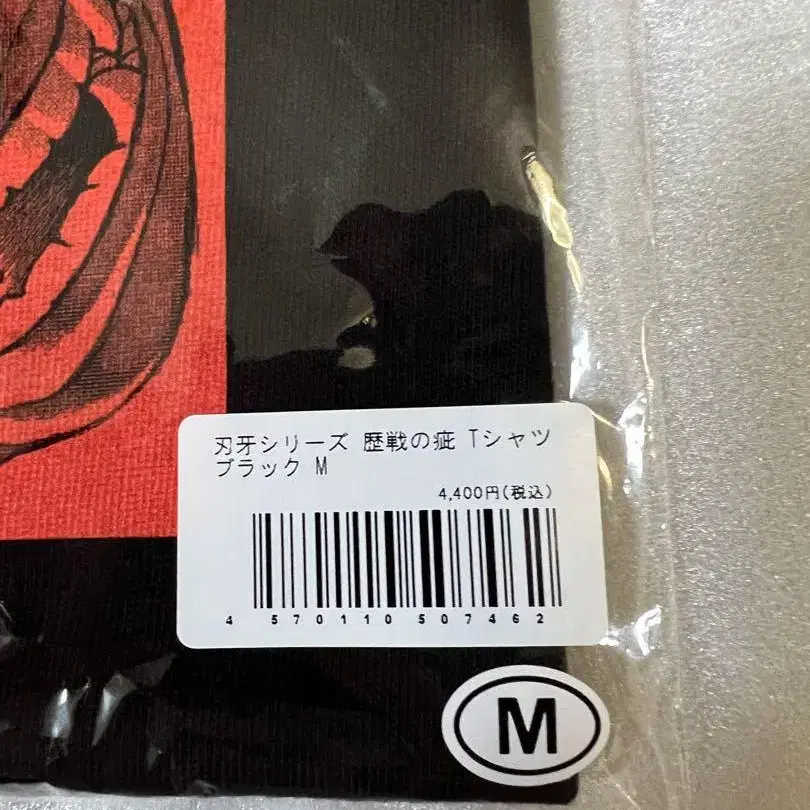 刃牙シリーズ 歴戦の疵 Tシャツ
ブラック M
4,400円(税込)
4 570110 507462
M